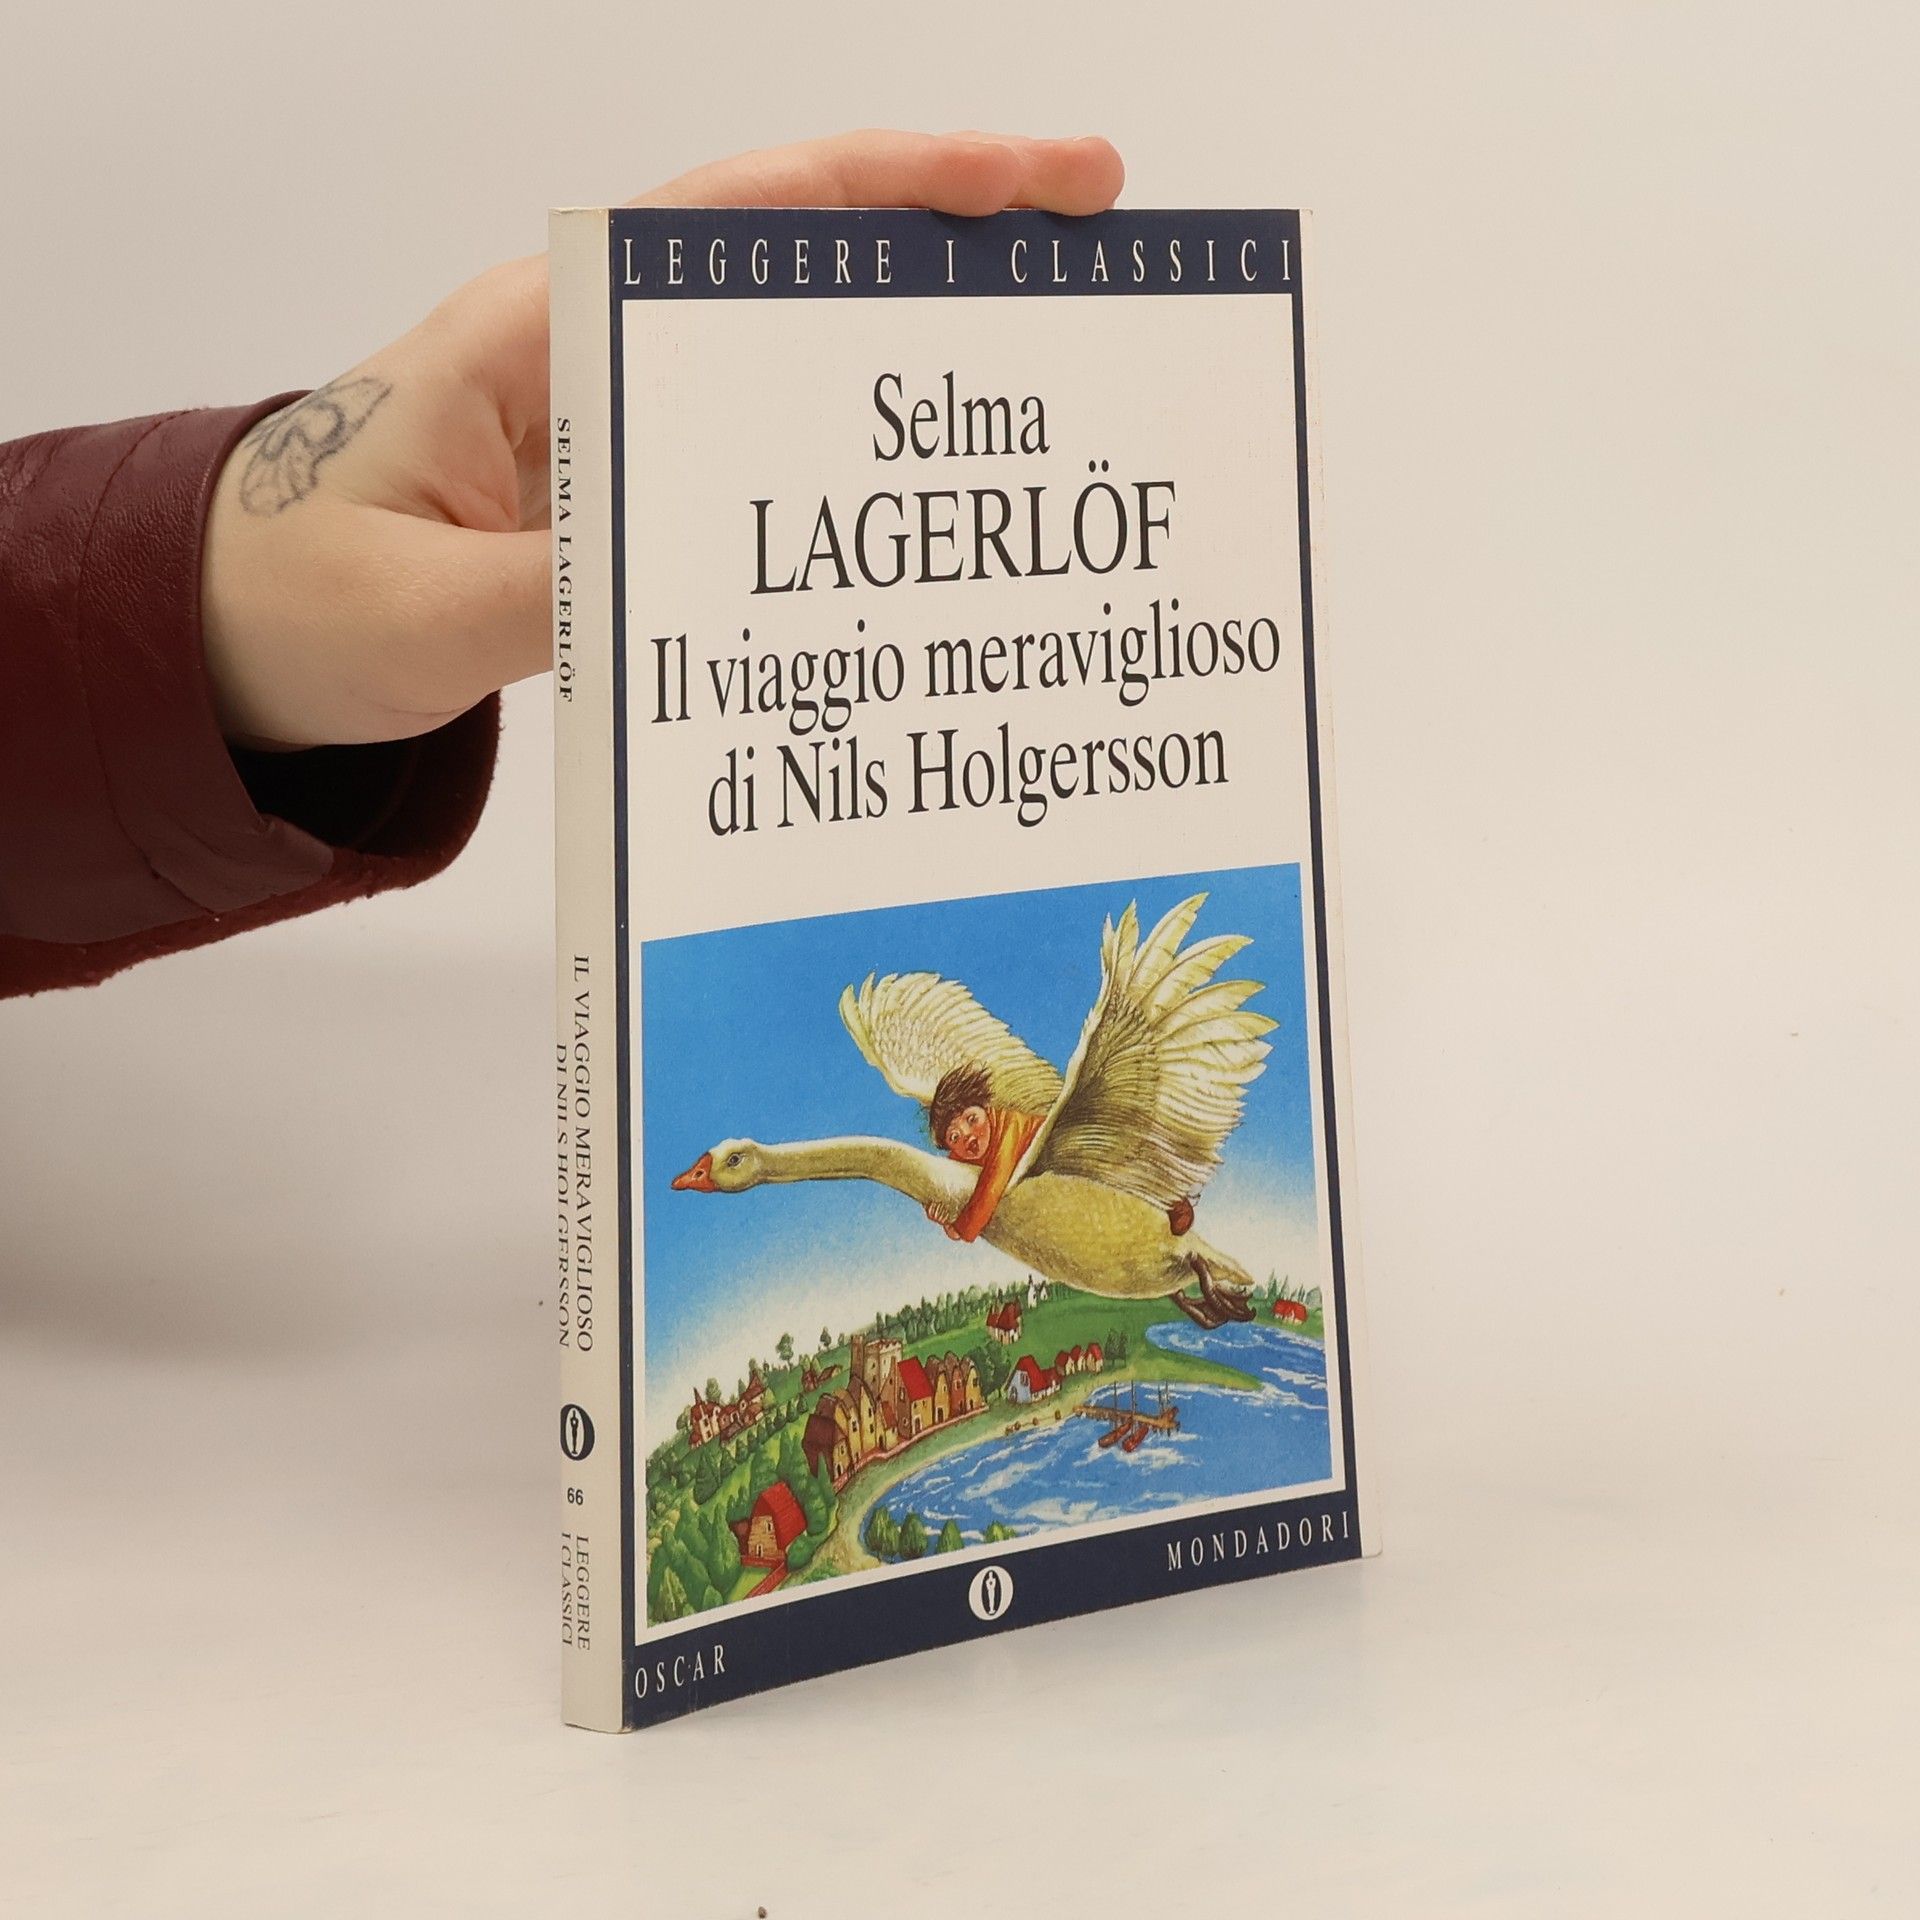 LEGGERE I CLASSICI
Selma
LAGERLÖF
Il viaggio meraviglioso
di Nils Holgersson
OSCAR
MONDADORI
SELMA LAGERLÖF
IL VIAGGIO MERAVIGLIOSO
DI NILS HOLGERSSON
66
LEGGERE
I CLASSICI